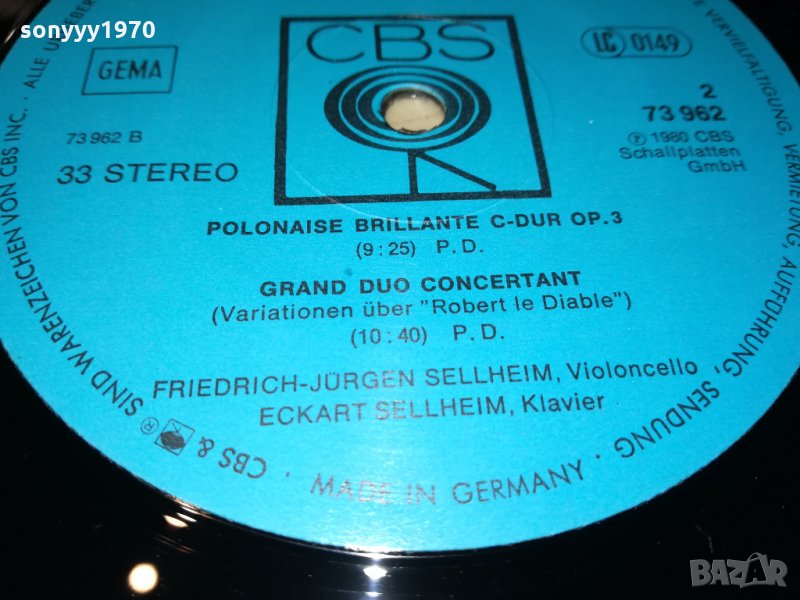 sonyyy1970
CBS
GEMA
LC 0149
73 962 B
33 STEREO
2
73 962
Ⓟ 1980 CBS
Schallplatten
GmbH
POLONAISE BRILLANTE C-DUR OP.3
(9:25) P.D.
GRAND DUO CONCERTANT
(Variationen über "Robert le Diable")
(10:40) P.D.
FRIEDRICH-JÜRGEN SELLHEIM, Violoncello
ECKART SELLHEIM, Klavier
VERVIELFÄLTIGUNG, VERMIETUNG, AUFFÜHRUNG, SENDUNG · MADE IN GERMANY · CBS & ® SIND WARENZEICHEN VON CBS INC. · ALLE
BAZAR